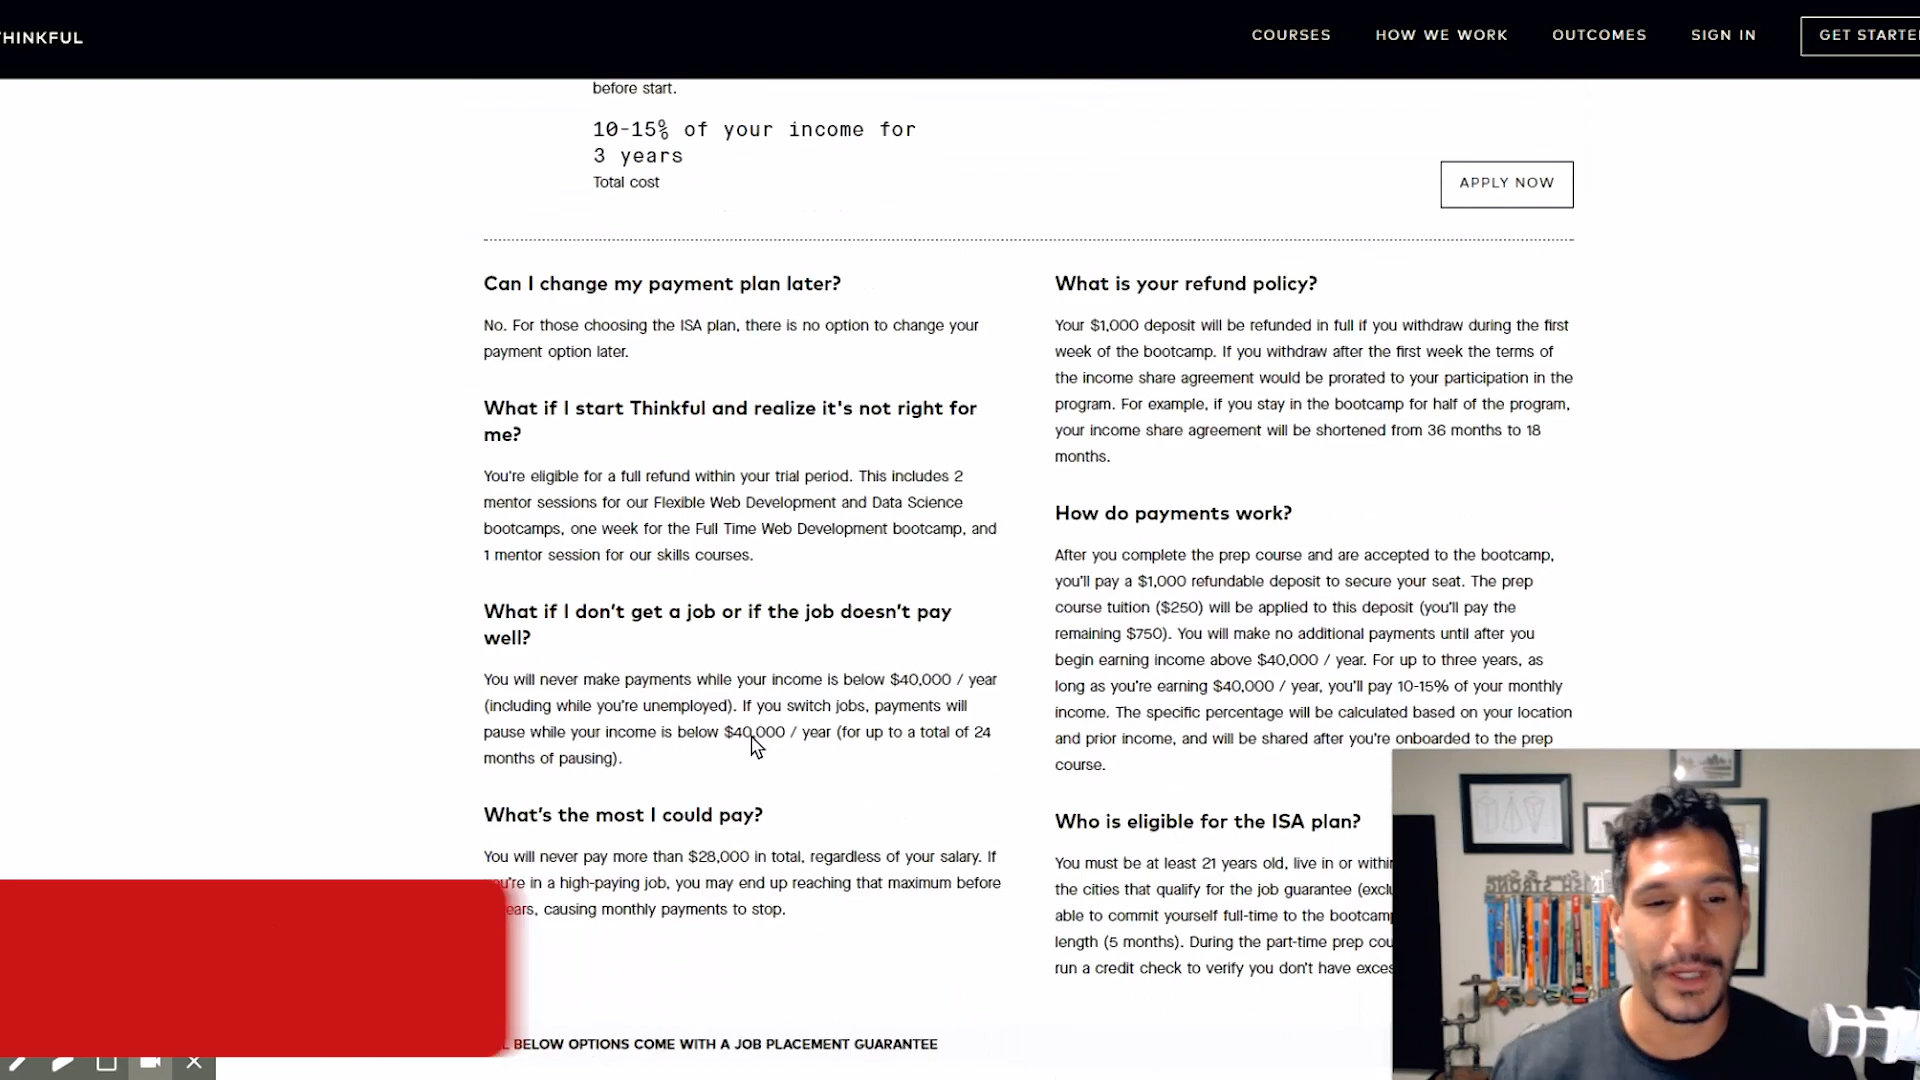 THINKFUL
COURSES
HOW WE WORK
OUTCOMES
SIGN IN
before start.
10-15% of your income for
3 years
Total cost
APPLY NOW
Can I change my payment plan later?
No. For those choosing the ISA plan, there is no option to change your
payment option later.
What if I start Thinkful and realize it's not right for
me?
You're eligible for a full refund within your trial period. This includes 2
mentor sessions for our Flexible Web Development and Data Science
bootcamps, one week for the Full Time Web Development bootcamp, and
1 mentor session for our skills courses.
What if I don't get a job or if the job doesn't pay
well?
You will never make payments while your income is below $40,000 / year
(including while you're unemployed). If you switch jobs, payments will
pause while your income is below $40,000 / year (for up to a total of 24
months of pausing).
What's the most I could pay?
You will never pay more than $28,000 in total, regardless of your salary. If
you're in a high-paying job, you may end up reaching that maximum before
years, causing monthly payments to stop.
What is your refund policy?
Your $1,000 deposit will be refunded in full if you withdraw during the first
week of the bootcamp. If you withdraw after the first week the terms of
the income share agreement would be prorated to your participation in the
program. For example, if you stay in the bootcamp for half of the program,
your income share agreement will be shortened from 36 months to 18
months.
How do payments work?
After you complete the prep course and are accepted to the bootcamp,
you'll pay a $1,000 refundable deposit to secure your seat. The prep
course tuition ($250) will be applied to this deposit (you'll pay the
remaining $750). You will make no additional payments until after you
begin earning income above $40,000 / year. For up to three years, as
long as you're earning $40,000 / year, you'll pay 10-15% of your monthly
income. The specific percentage will be calculated based on your location
and prior income, and will be shared after you're onboarded to the prep
course.
Who is eligible for the ISA plan?
You must be at least 21 years old, live in or within
the cities that qualify for the job guarantee
able to commit yourself full-time to the bootcamp
length (5 months). During the part-time prep
run a credit check to verify you don't have
BELOW OPTIONS COME WITH A JOB PLACEMENT GUARANTEE